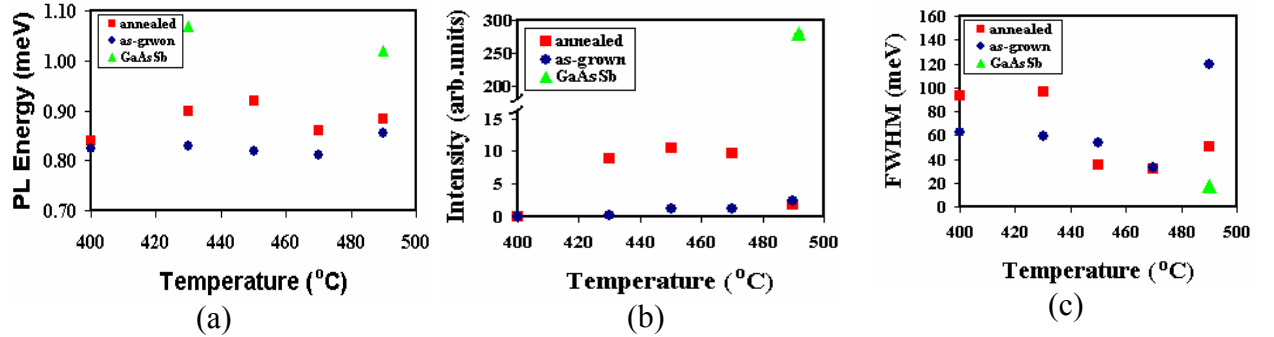 PL Energy (meV)
1.10
1.00
0.90
0.80
0.70
annealed
as-grwon
GaAsSb
400 420 440 460 480 500
Temperature (°C)
(a)
Intensity (arb.units)
300
250
200
15
10
5
0
annealed
as-grown
GaAsSb
400 420 440 460 480 500
Temperature (°C)
(b)
FWHM (meV)
160
140
120
100
80
60
40
20
0
annealed
as-grown
GaAsSb
400 420 440 460 480 500
Temperature (°C)
(c)